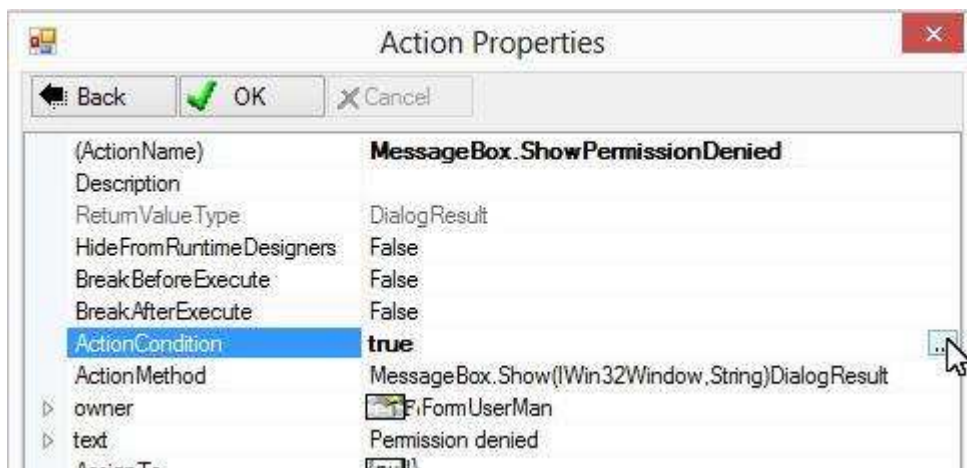 Action Properties
Back OK Cancel
(ActionName) MessageBox.ShowPermissionDenied
Description
ReturnValueType DialogResult
HideFromRuntimeDesigners False
BreakBeforeExecute False
BreakAfterExecute False
ActionCondition true ...
ActionMethod MessageBox.Show(IWin32Window,String)DialogResult
owner FormUserMan
text Permission denied